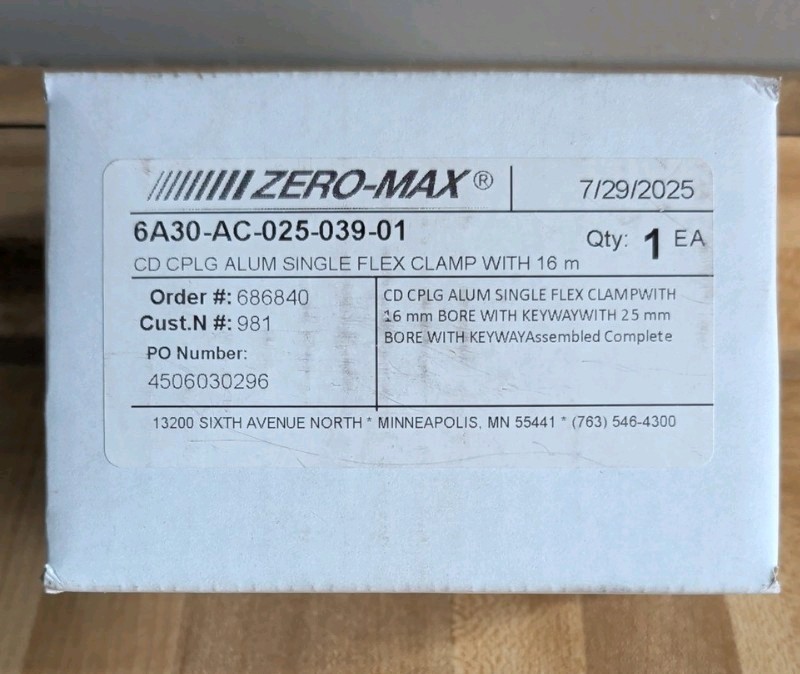 ZERO-MAX® 7/29/2025
6A30-AC-025-039-01
Qty: 1 EA
CD CPLG ALUM SINGLE FLEX CLAMP WITH 16 m
Order #: 686840
Cust.N #: 981
PO Number:
4506030296
CD CPLG ALUM SINGLE FLEX CLAMPWITH
16 mm BORE WITH KEYWAYWITH 25 mm
BORE WITH KEYWAYAssembled Complete
13200 SIXTH AVENUE NORTH * MINNEAPOLIS, MN 55441 * (763) 546-4300